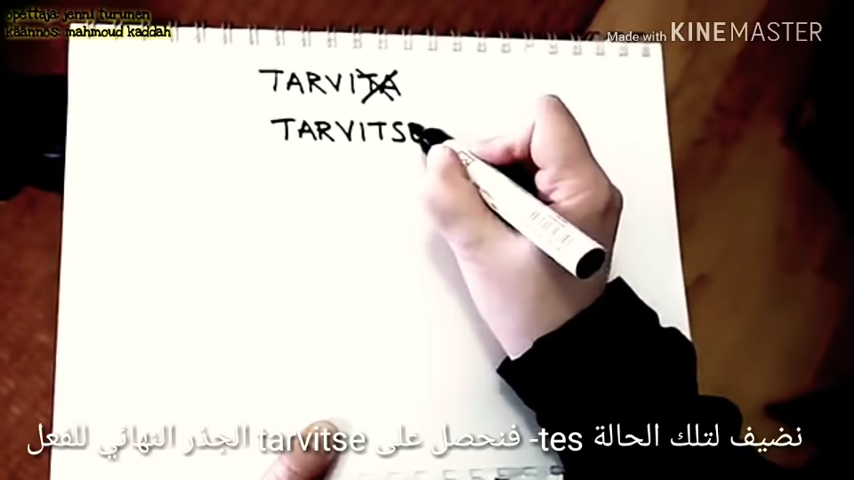 opettaja: jenni turunen
käännös: mahmoud kaddah
Made with KINEMASTER
TARVITA
TARVITS
نضيف لتلك الحالة tes- فنحصل على tarvitse الجذر النهائي للفعل